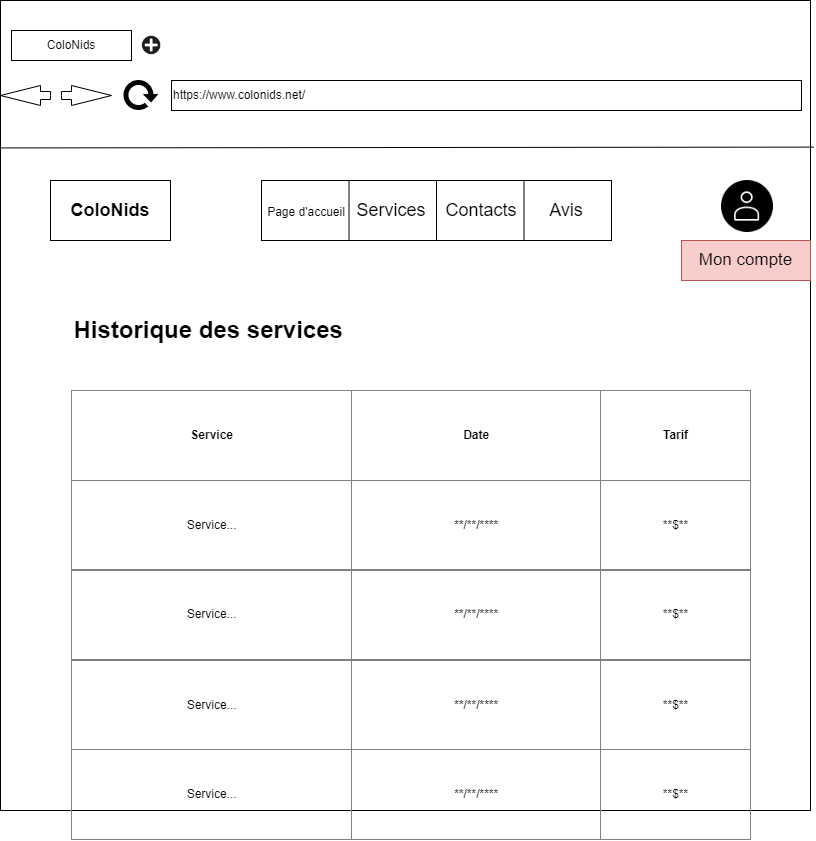 ColoNids
https://www.colonids.net/
ColoNids
Page d'accueil Services Contacts Avis
Mon compte
Historique des services
Service Date Tarif
Service... **/**/**** **$**
Service... **/**/**** **$**
Service... **/**/**** **$**
Service... **/**/**** **$**